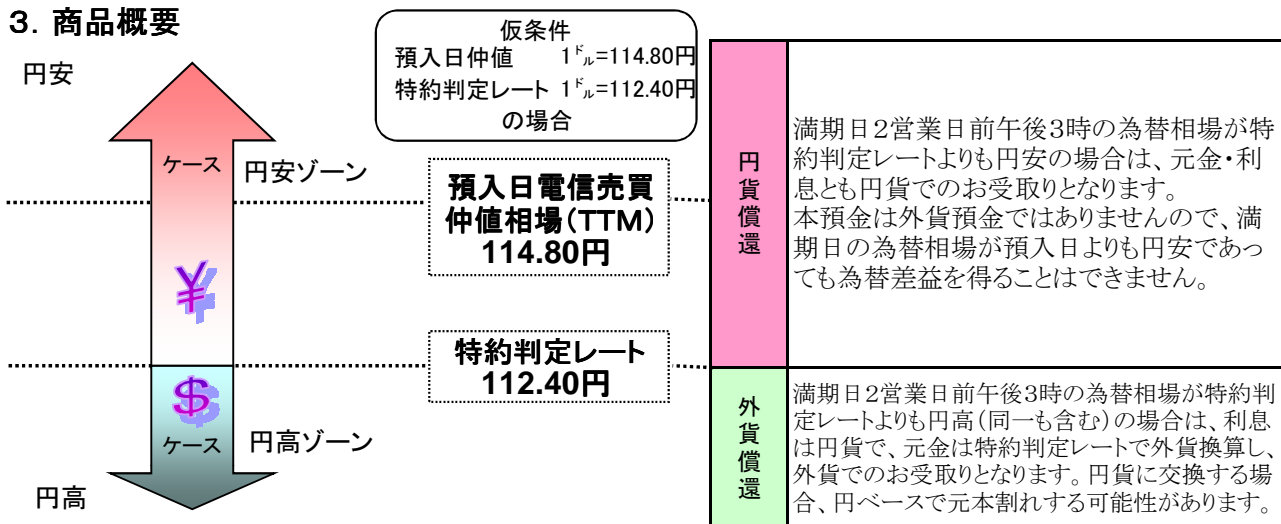 3．商品概要
仮条件
預入日仲値　1㌦=114.80円
特約判定レート 1㌦=112.40円
の場合
円安
ケース
円安ゾーン
預入日電信売買
仲値相場(TTM)
114.80円
¥
特約判定レート
112.40円
$
ケース
円高ゾーン
円高
円貨償還
満期日2営業日前午後3時の為替相場が特
約判定レートよりも円安の場合は、元金・利
息とも円貨でのお受取りとなります。
本預金は外貨預金ではありませんので、満
期日の為替相場が預入日よりも円安であっ
ても為替差益を得ることはできません。
外貨償還
満期日2営業日前午後3時の為替相場が特約判
定レートよりも円高(同一も含む)の場合は、利息
は円貨で、元金は特約判定レートで外貨換算し、
外貨でのお受取りとなります。円貨に交換する場
合、円ベースで元本割れする可能性があります。